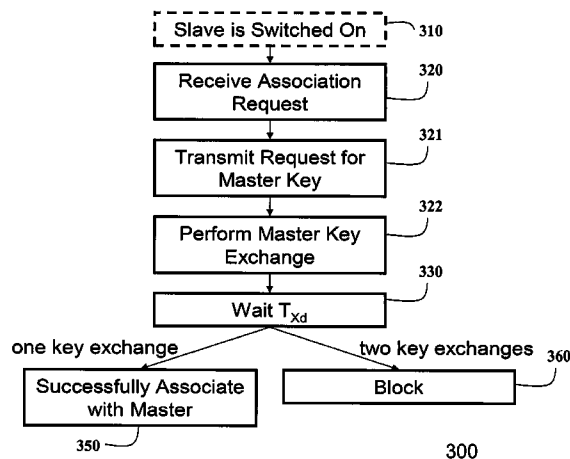 Slave is Switched On
310
Receive Association
Request
320
Transmit Request for
Master Key
321
Perform Master Key
Exchange
322
Wait TXd
330
one key exchange
two key exchanges
Successfully Associate
with Master
350
Block
360
300